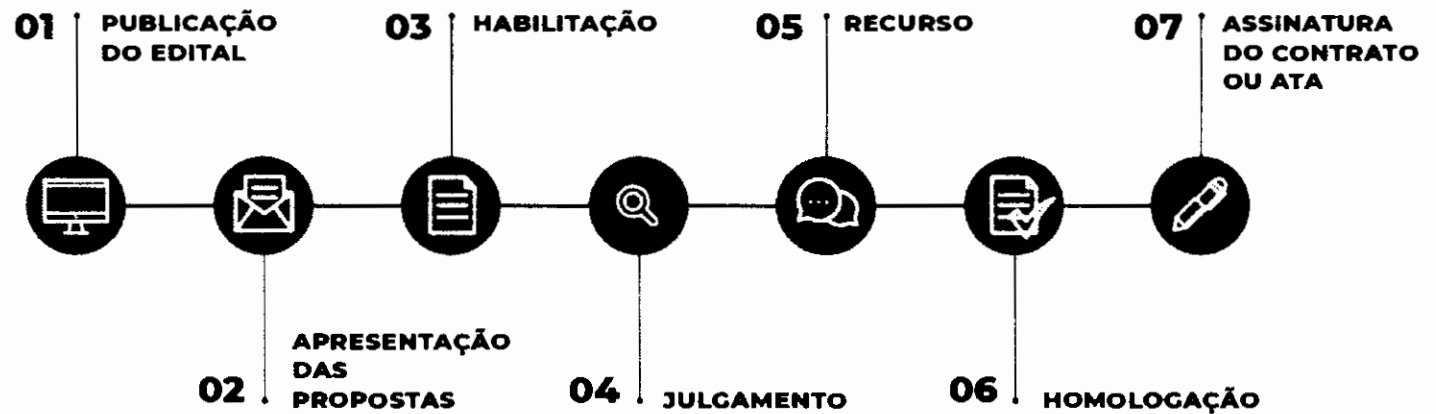 01 PUBLICAÇÃO
DO EDITAL
02 APRESENTAÇÃO
DAS
PROPOSTAS
03 HABILITAÇÃO
04 JULGAMENTO
05 RECURSO
06 HOMOLOGAÇÃO
07 ASSINATURA
DO CONTRATO
OU ATA